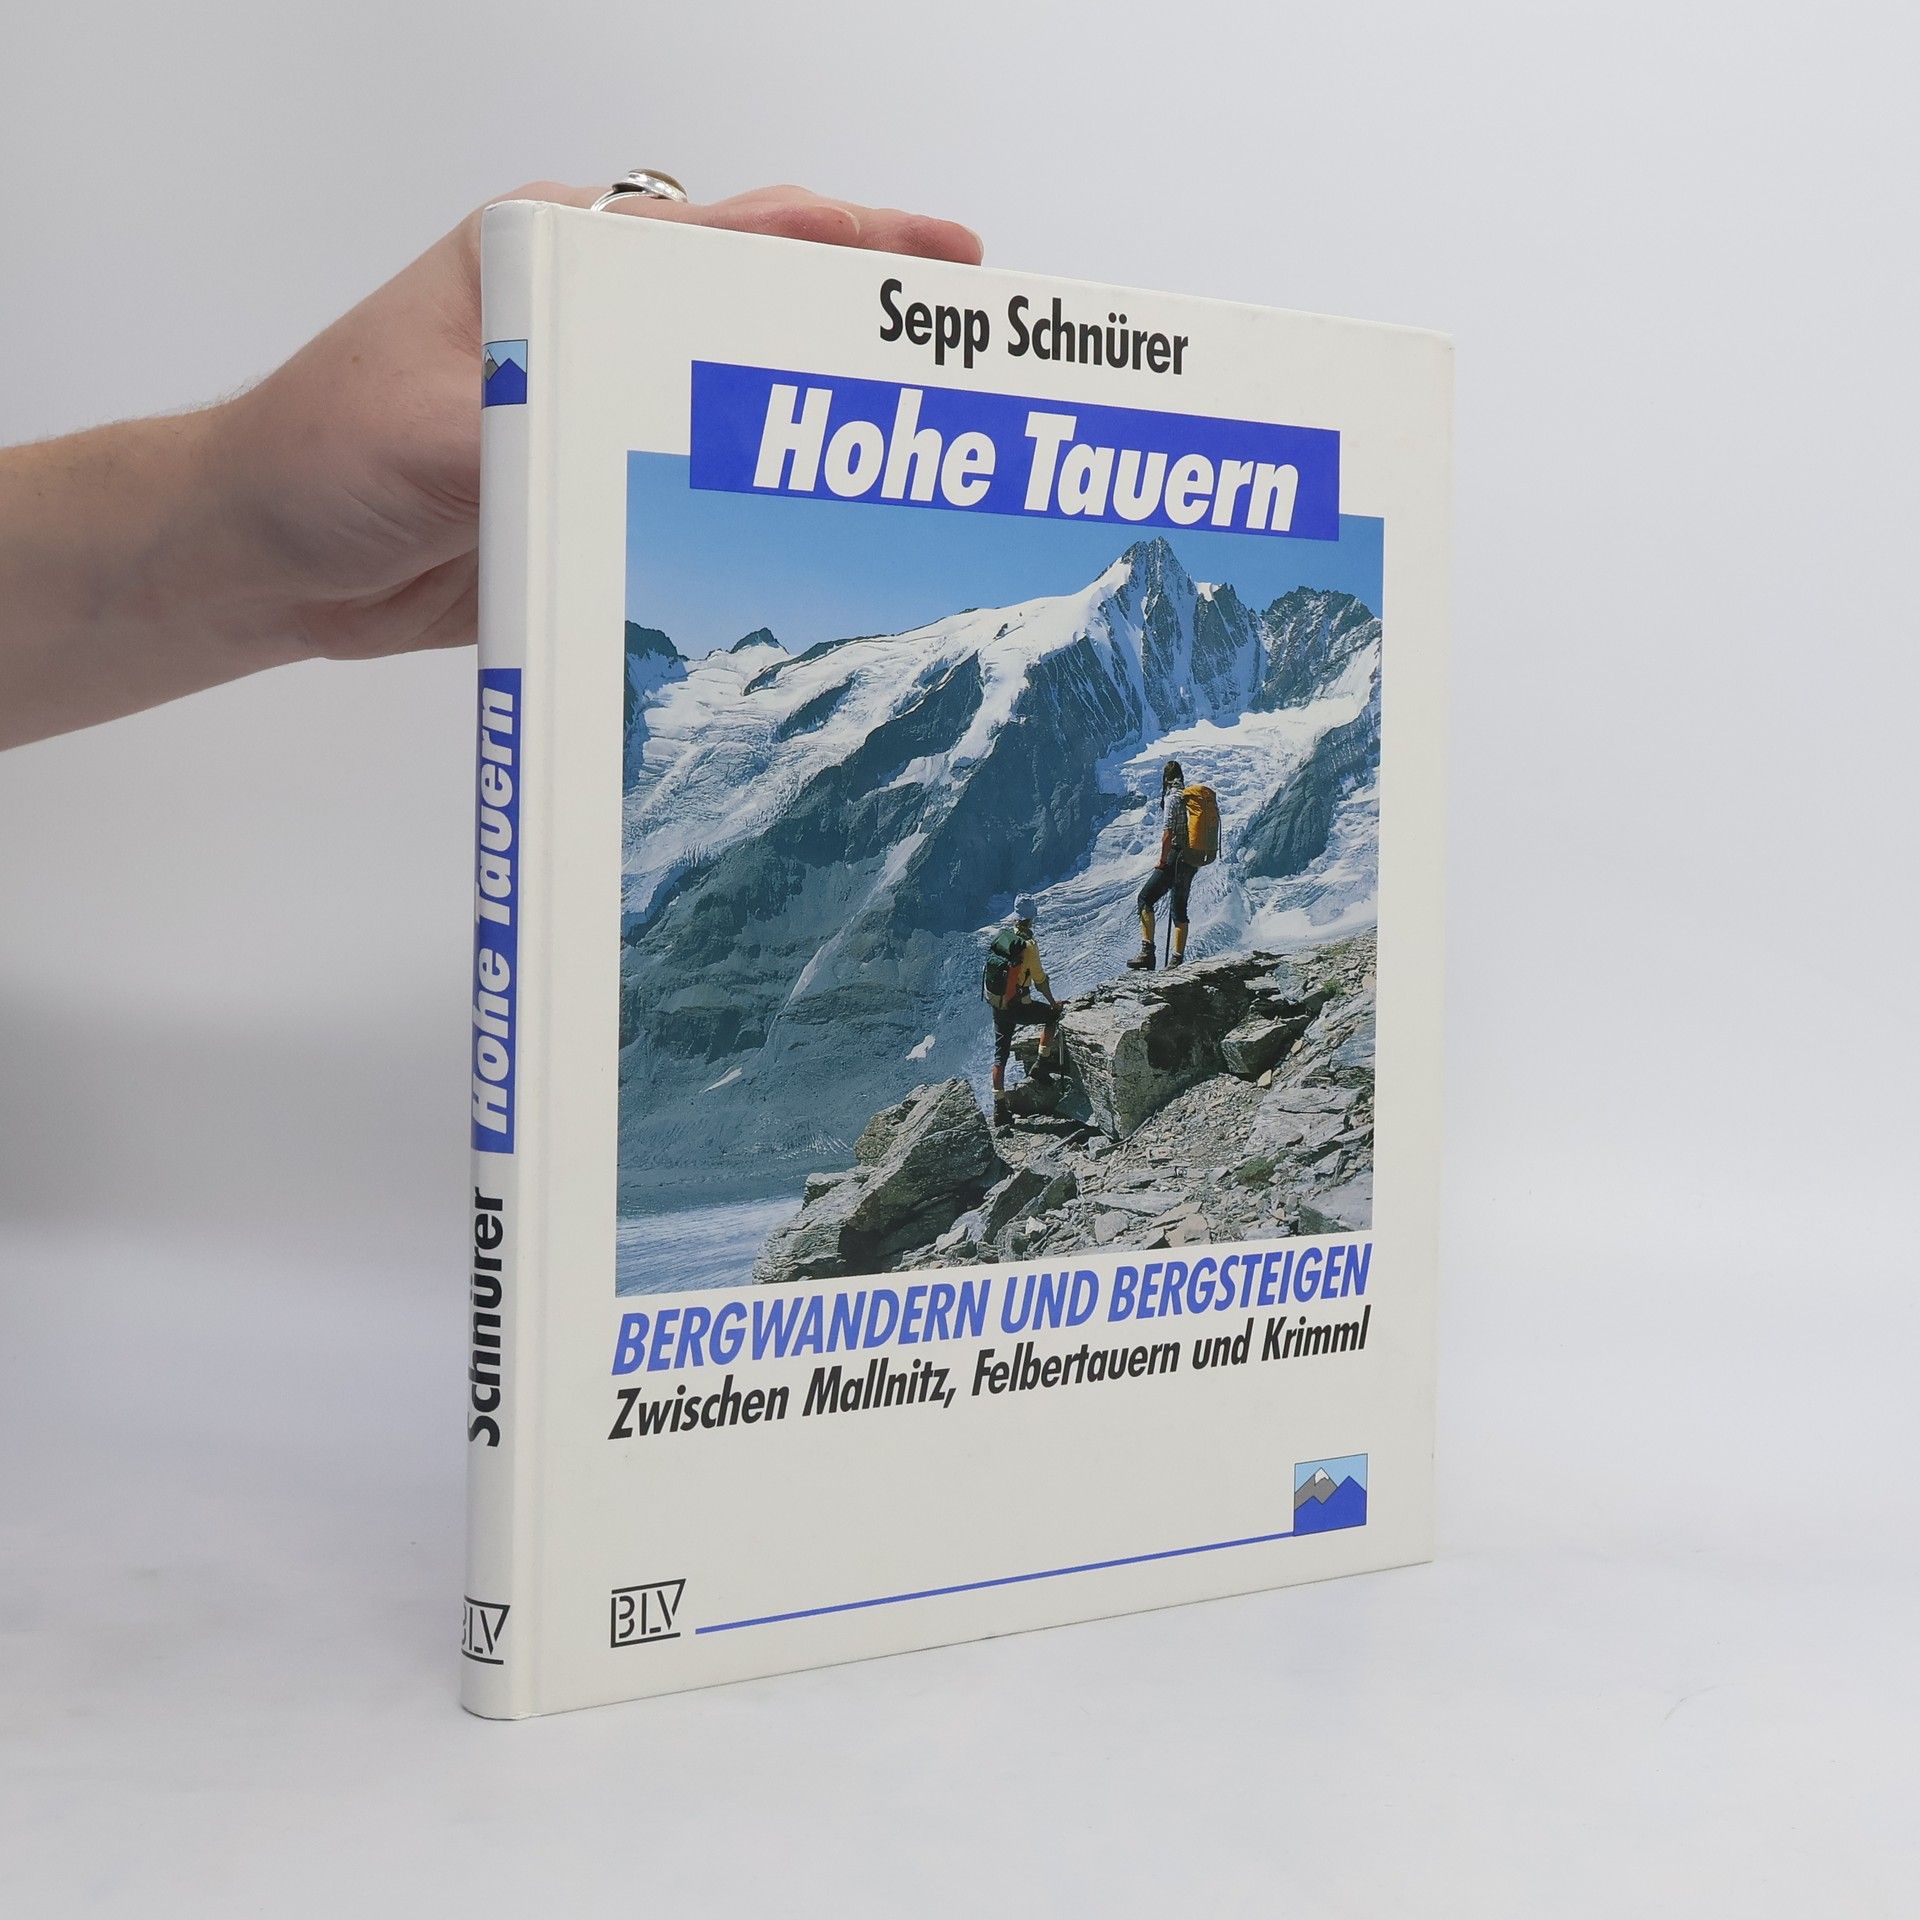 Sepp Schnürer
Hohe Tauern
BERGWANDERN UND BERGSTEIGEN
Zwischen Mallnitz, Felbertauern und Krimml
BLV
Schnürer Hohe Tauern
BLV